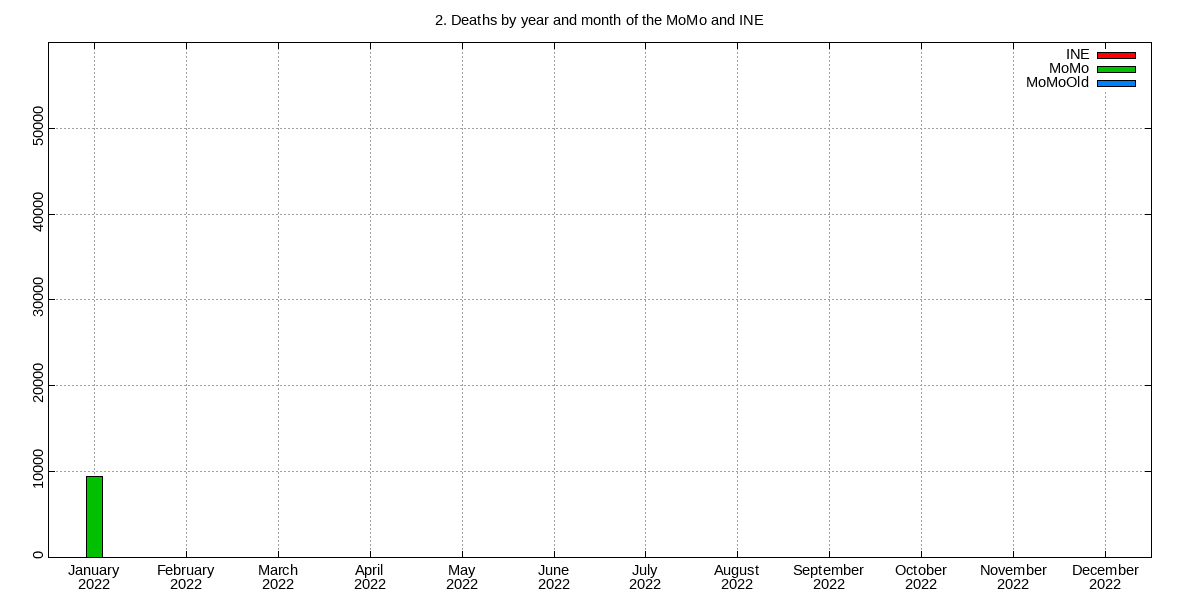 2. Deaths by year and month of the MoMo and INE
INE
MoMo
MoMoOld
50000
40000
30000
20000
10000
0
January February March April May June July August September October November December
2022 2022 2022 2022 2022 2022 2022 2022 2022 2022 2022 2022